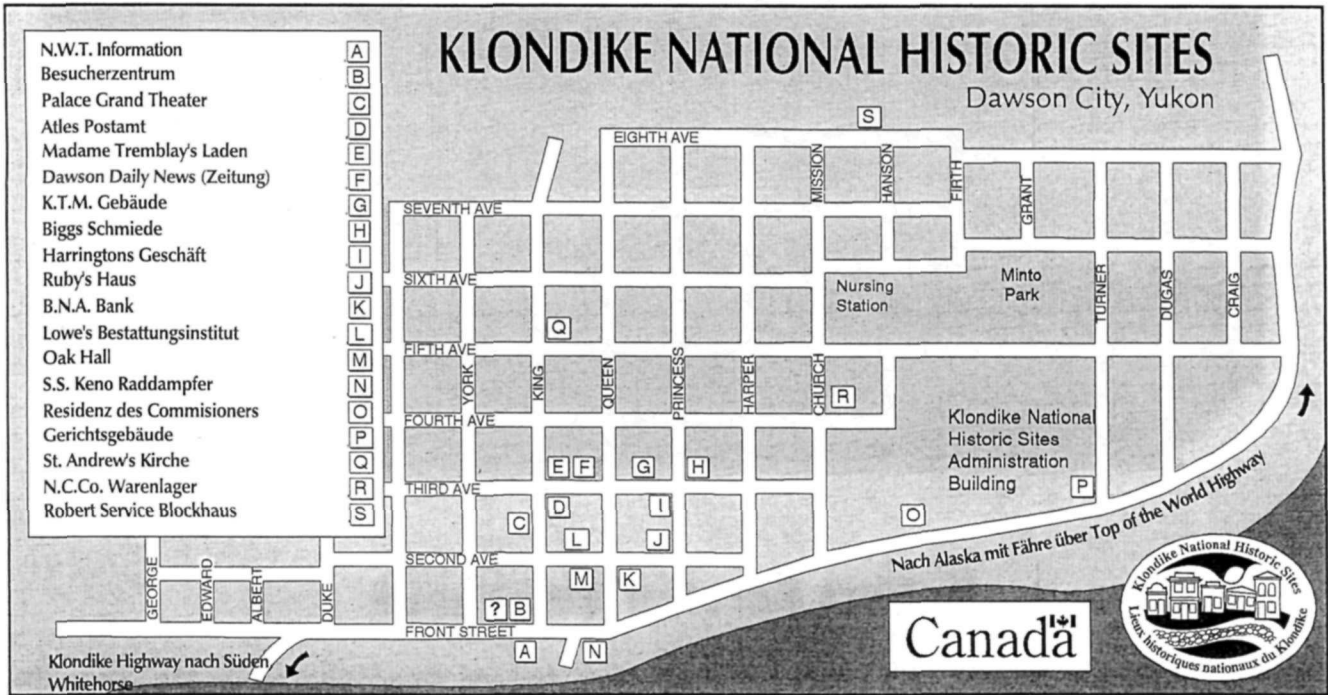 N.W.T. Information A
Besucherzentrum B
Palace Grand Theater C
Atles Postamt D
Madame Tremblay's Laden E
Dawson Daily News (Zeitung) F
K.T.M. Gebäude G
Biggs Schmiede H
Harringtons Geschäft I
Ruby's Haus J
B.N.A. Bank K
Lowe's Bestattungsinstitut L
Oak Hall M
S.S. Keno Raddampfer N
Residenz des Commisioners O
Gerichtsgebäude P
St. Andrew's Kirche Q
N.C.Co. Warenlager R
Robert Service Blockhaus S
KLONDIKE NATIONAL HISTORIC SITES
Dawson City, Yukon
S
EIGHTH AVE
MISSION
HANSON
FIRTH
GRANT
SEVENTH AVE
SIXTH AVE
Nursing
Station
Minto
Park
TURNER
DUGAS
CRAIG
Q
FIFTH AVE
YORK
KING
QUEEN
PRINCESS
HARPER
CHURCH
R
FOURTH AVE
Klondike National
Historic Sites
Administration
Building
E F G H
THIRD AVE
P
D I
C
O
L J
SECOND AVE
GEORGE
EDWARD
ALBERT
DUKE
M K
? B
FRONT STREET
A N
Nach Alaska mit Fähre über Top of the World Highway
Klondike Highway nach Süden
Whitehorse
Canada
Klondike National Historic Sites
Lieux historiques nationaux du Klondike